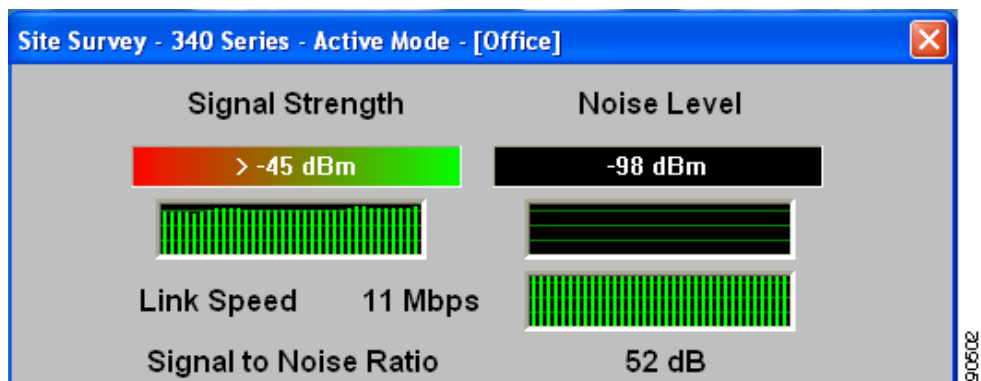 Site Survey - 340 Series - Active Mode - [Office]
Signal Strength Noise Level
> -45 dBm -98 dBm
Link Speed 11 Mbps
Signal to Noise Ratio 52 dB
90502